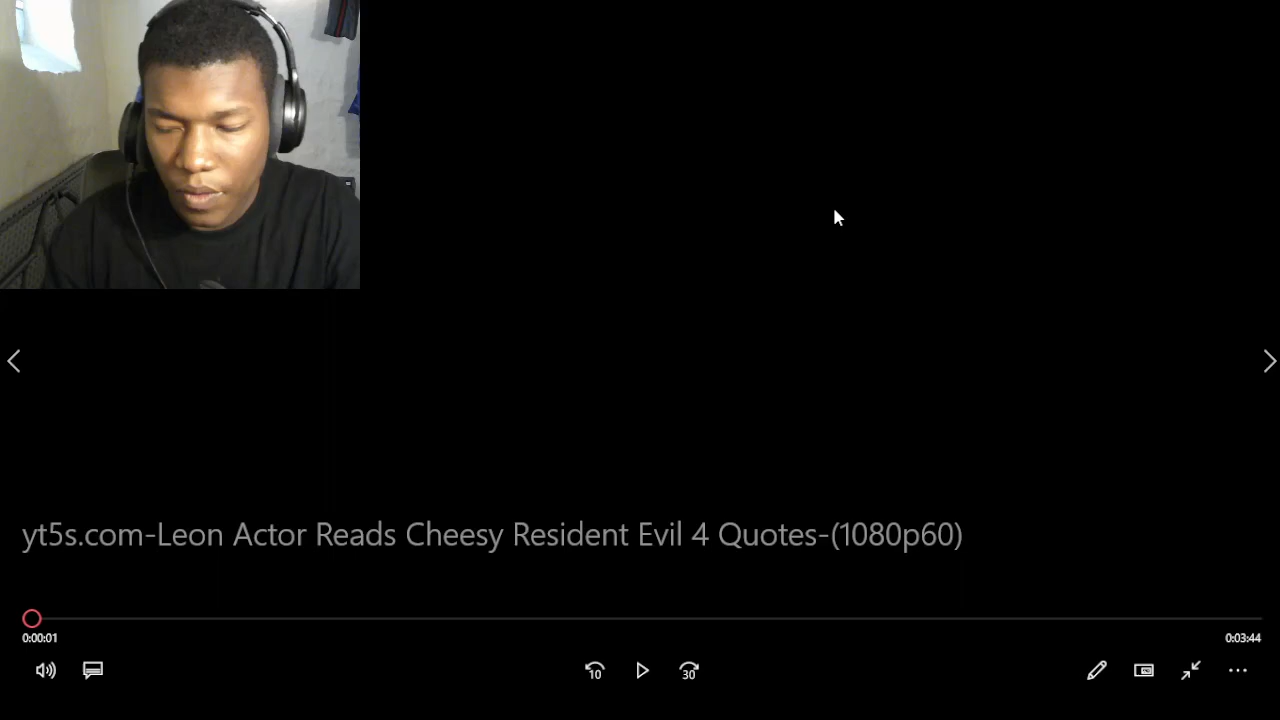 yt5s.com-Leon Actor Reads Cheesy Resident Evil 4 Quotes-(1080p60)
0:00:01
0:03:44
10
30